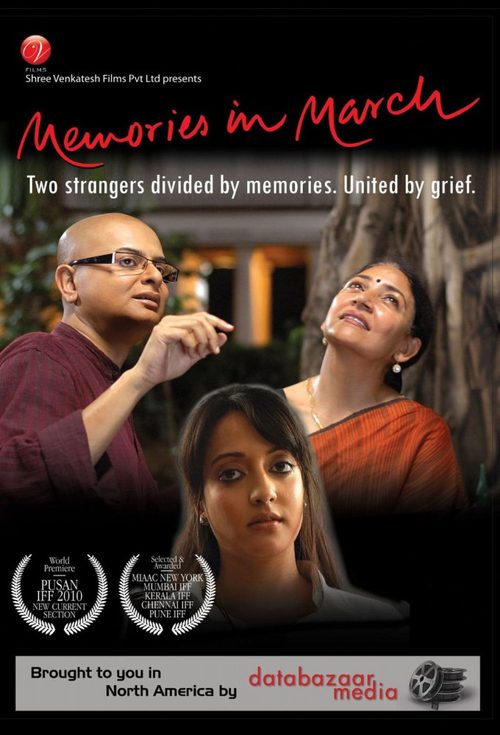 V
FILMS
Shree Venkatesh Films Pvt Ltd presents
Memories in March
Two strangers divided by memories. United by grief.
World
Premiere
PUSAN
IFF 2010
NEW CURRENT
SECTION
Selected &
Awarded
MIAAC NEW YORK
MUMBAI IFF
KERALA IFF
CHENNAI IFF
PUNE IFF
Brought to you in
North America by
databazaar
media